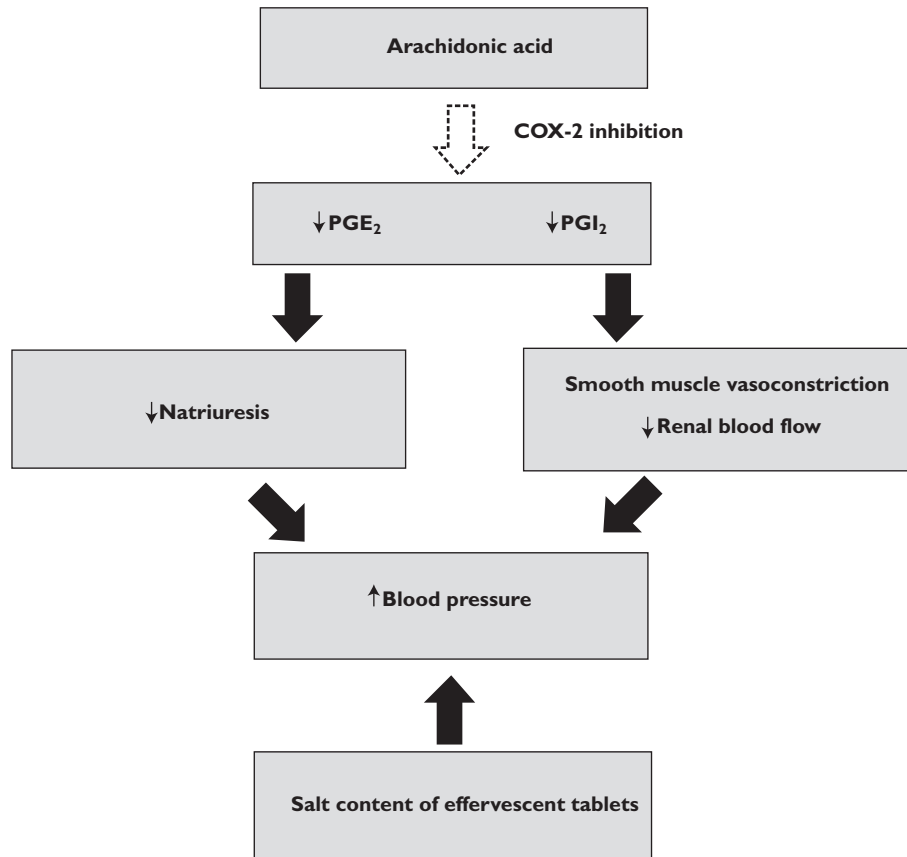 Arachidonic acid
COX-2 inhibition
↓PGE₂ ↓PGI₂
↓Natriuresis
Smooth muscle vasoconstriction
↓Renal blood flow
↑Blood pressure
Salt content of effervescent tablets